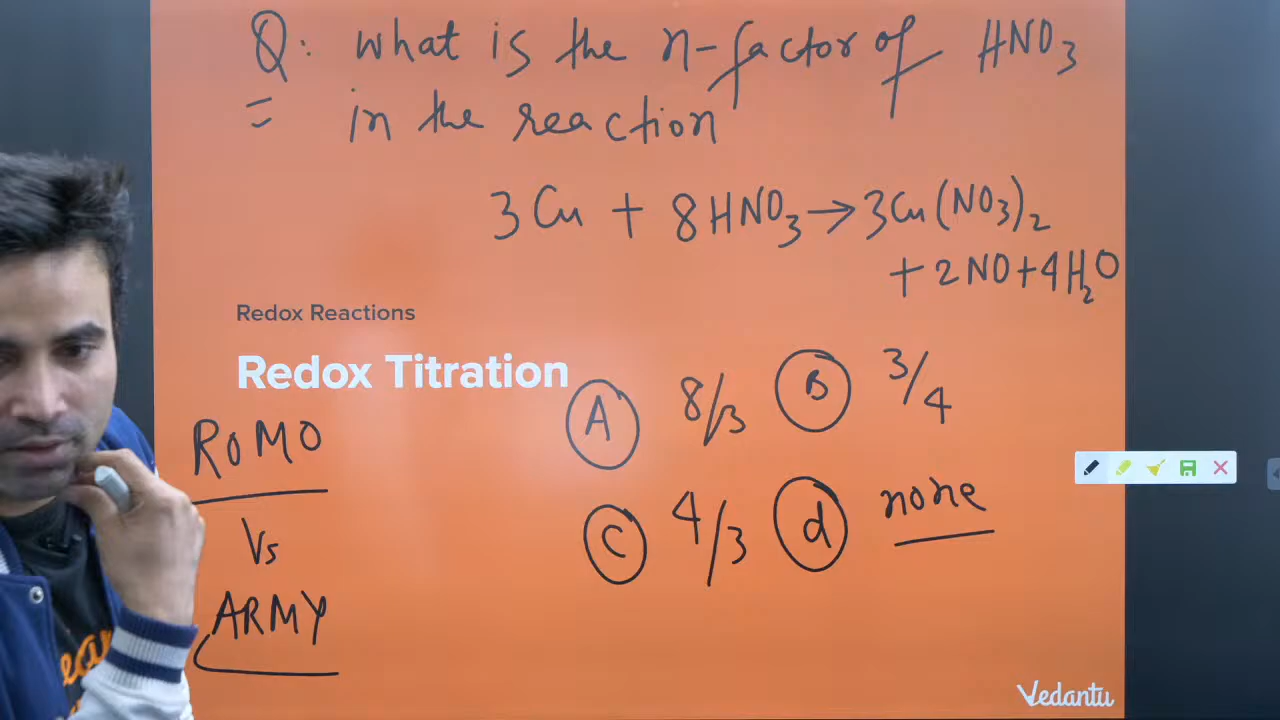 Q: what is the n-factor of HNO3
in the reaction
3Cu + 8HNO3 → 3Cu(NO3)2
+ 2NO + 4H2O
Redox Reactions
Redox Titration
A 8/3 B 3/4
ROMO
Vs
ARMY
C 4/3 d none
Vedantu